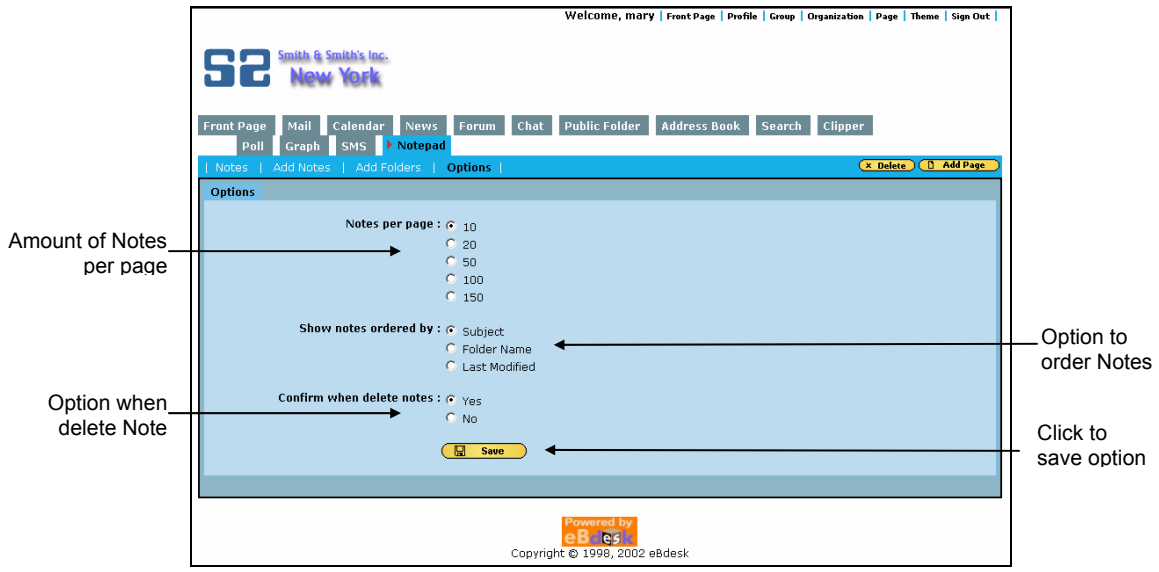 Welcome, mary | Front Page | Profile | Group | Organization | Page | Theme | Sign Out |
S2 Smith & Smith's Inc.
New York
Front Page Mail Calendar News Forum Chat Public Folder Address Book Search Clipper
Poll Graph SMS Notepad
| Notes | Add Notes | Add Folders | Options |
x Delete Add Page
Options
Notes per page : 10
20
50
100
150
Amount of Notes
per page
Show notes ordered by : Subject
Folder Name
Last Modified
Option to
order Notes
Confirm when delete notes : Yes
No
Option when
delete Note
Save
Click to
save option
Powered by
eBdesk
Copyright © 1998, 2002 eBdesk